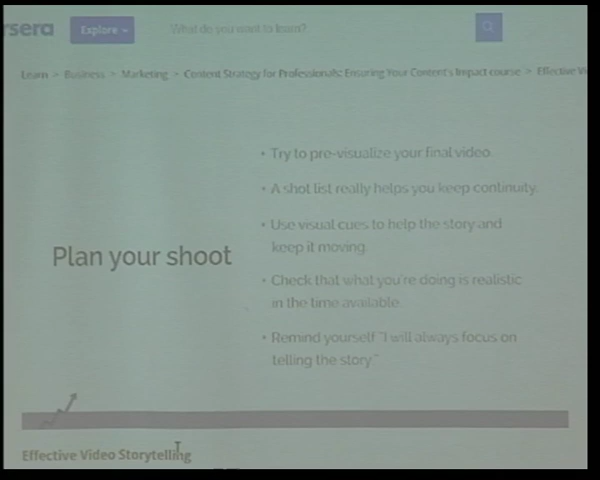 rsera Explore What do you want to learn?
Learn > Business > Marketing > Content Strategy for Professionals: Ensuring Your Content's Impact course > Effective Vi
• Try to pre-visualize your final video.
• A shot list really helps you keep continuity.
• Use visual cues to help the story and
keep it moving.
Plan your shoot
• Check that what you're doing is realistic
in the time available.
• Remind yourself "I will always focus on
telling the story."
Effective Video Storytelling